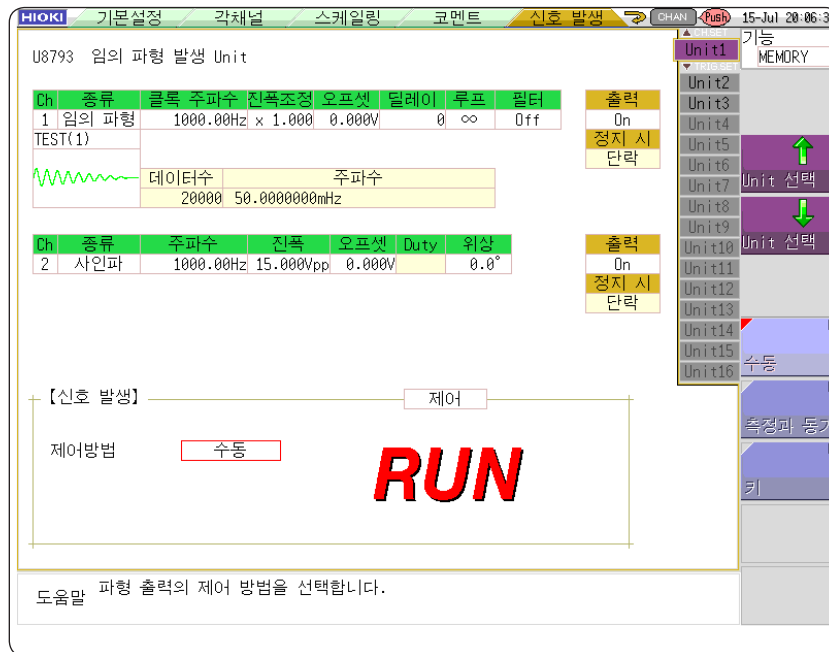 HIOKI 기본설정 각채널 스케일링 코멘트 신호 발생 CHAN Push 15-Jul 20:06:3
U8793 임의 파형 발생 Unit
Ch 종류 클록 주파수 진폭조정 오프셋 딜레이 루프 필터 출력
1 임의 파형 1000.00Hz x 1.000 0.000V 0 ∞ Off On
TEST(1) 정지 시
단락
데이터수 주파수
20000 50.0000000mHz
Ch 종류 주파수 진폭 오프셋 Duty 위상 출력
2 사인파 1000.00Hz 15.000Vpp 0.000V 0.0° On
정지 시
단락
【신호 발생】 제어
제어방법 수동
RUN
도움말 파형 출력의 제어 방법을 선택합니다.
▲ CH SET
Unit1
▼ TRIG SET
Unit2
Unit3
Unit4
Unit5
Unit6
Unit7
Unit8
Unit9
Unit10
Unit11
Unit12
Unit13
Unit14
Unit15
Unit16
기능
MEMORY
Unit 선택
Unit 선택
수동
측정과 동기
키